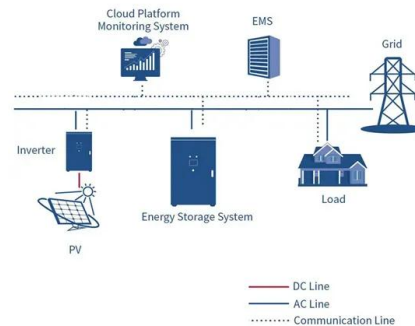 Cloud Platform
Monitoring System
EMS
Grid
Inverter
Energy Storage System
Load
PV
DC Line
AC Line
Communication Line